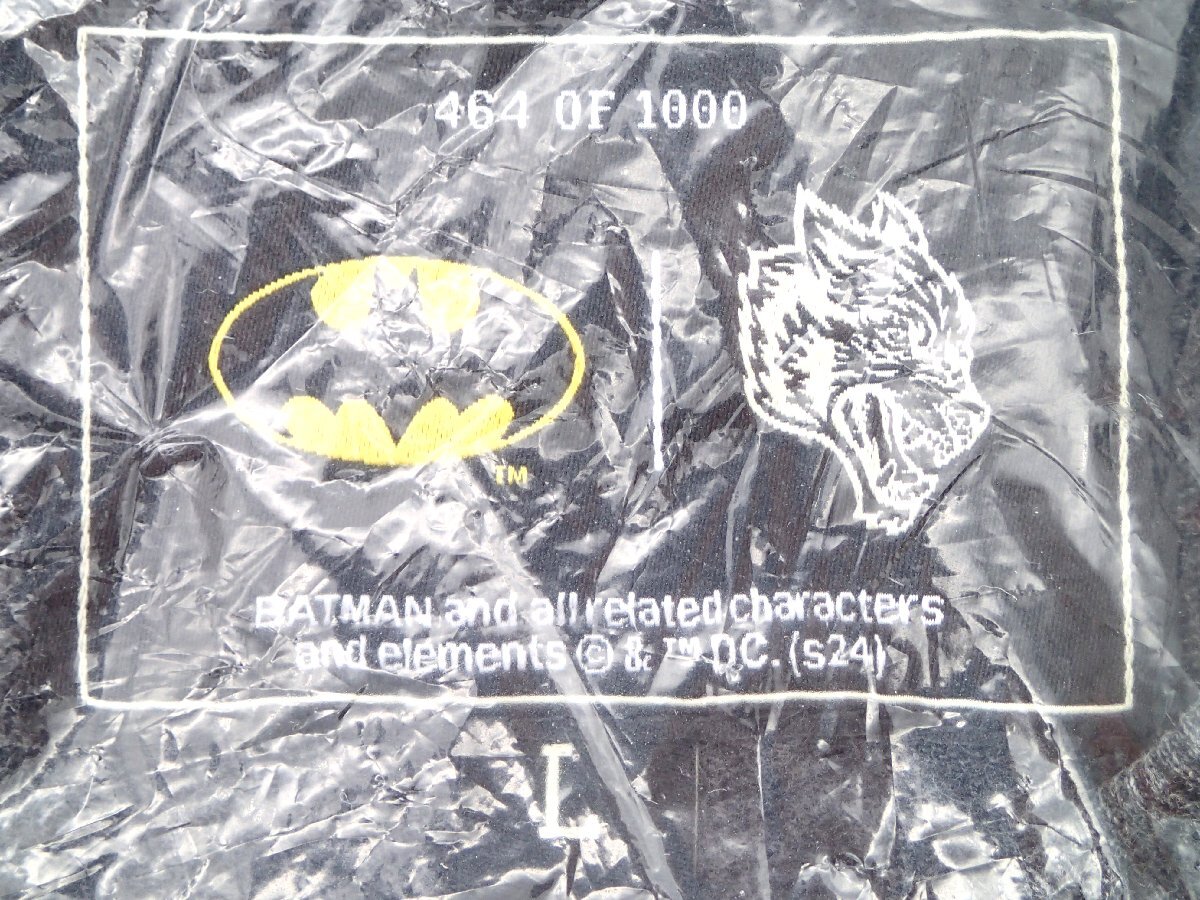 464 OF 1000
TM
BATMAN and all related characters
and elements © & ™ DC. (s24)
L